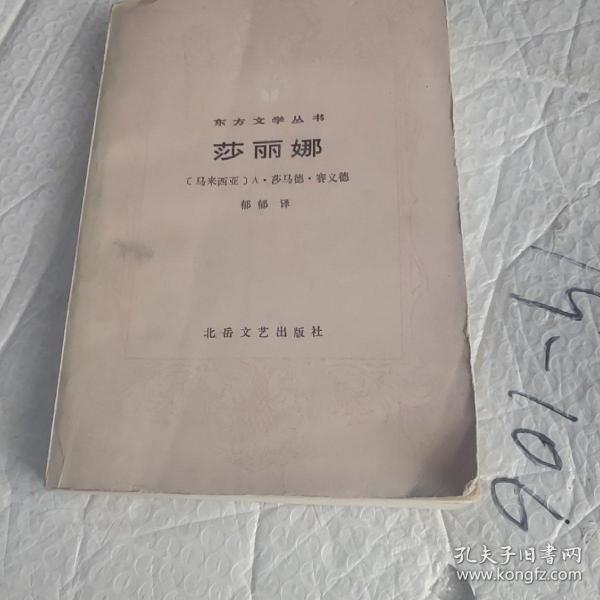 东方文学丛书
莎丽娜
〔马来西亚〕A·莎马德·赛义德
郁郁 译
北岳文艺出版社
孔夫子旧书网
www.kongfz.com